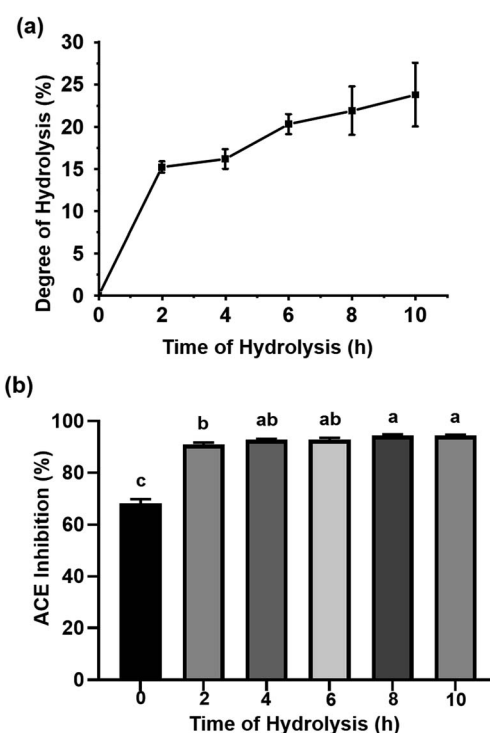 (a)
30
25
20
15
10
5
0
Degree of Hydrolysis (%)
0 2 4 6 8 10
Time of Hydrolysis (h)
(b)
100
80
60
40
20
0
ACE Inhibition (%)
c b ab ab a a
0 2 4 6 8 10
Time of Hydrolysis (h)